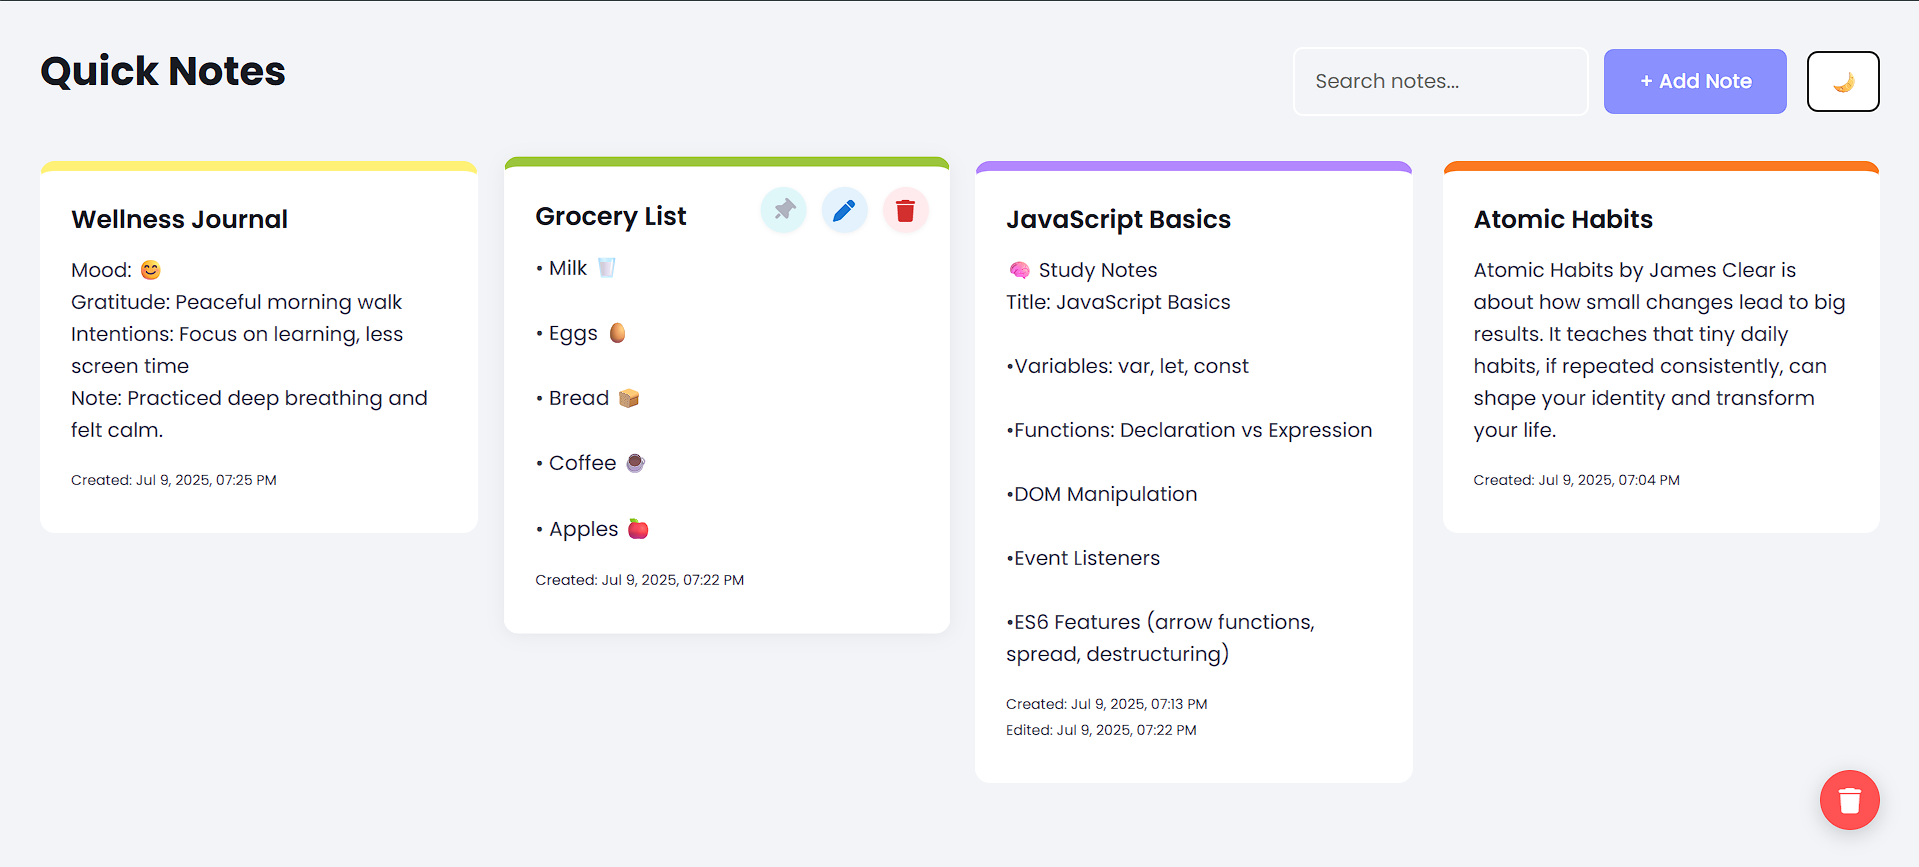 Quick Notes
Search notes...
+ Add Note
Wellness Journal
Mood: 😊
Gratitude: Peaceful morning walk
Intentions: Focus on learning, less
screen time
Note: Practiced deep breathing and
felt calm.
Created: Jul 9, 2025, 07:25 PM
Grocery List
• Milk 🥛
• Eggs 🥚
• Bread 🍞
• Coffee ☕
• Apples 🍎
Created: Jul 9, 2025, 07:22 PM
JavaScript Basics
🧠 Study Notes
Title: JavaScript Basics
•Variables: var, let, const
•Functions: Declaration vs Expression
•DOM Manipulation
•Event Listeners
•ES6 Features (arrow functions,
spread, destructuring)
Created: Jul 9, 2025, 07:13 PM
Edited: Jul 9, 2025, 07:22 PM
Atomic Habits
Atomic Habits by James Clear is
about how small changes lead to big
results. It teaches that tiny daily
habits, if repeated consistently, can
shape your identity and transform
your life.
Created: Jul 9, 2025, 07:04 PM